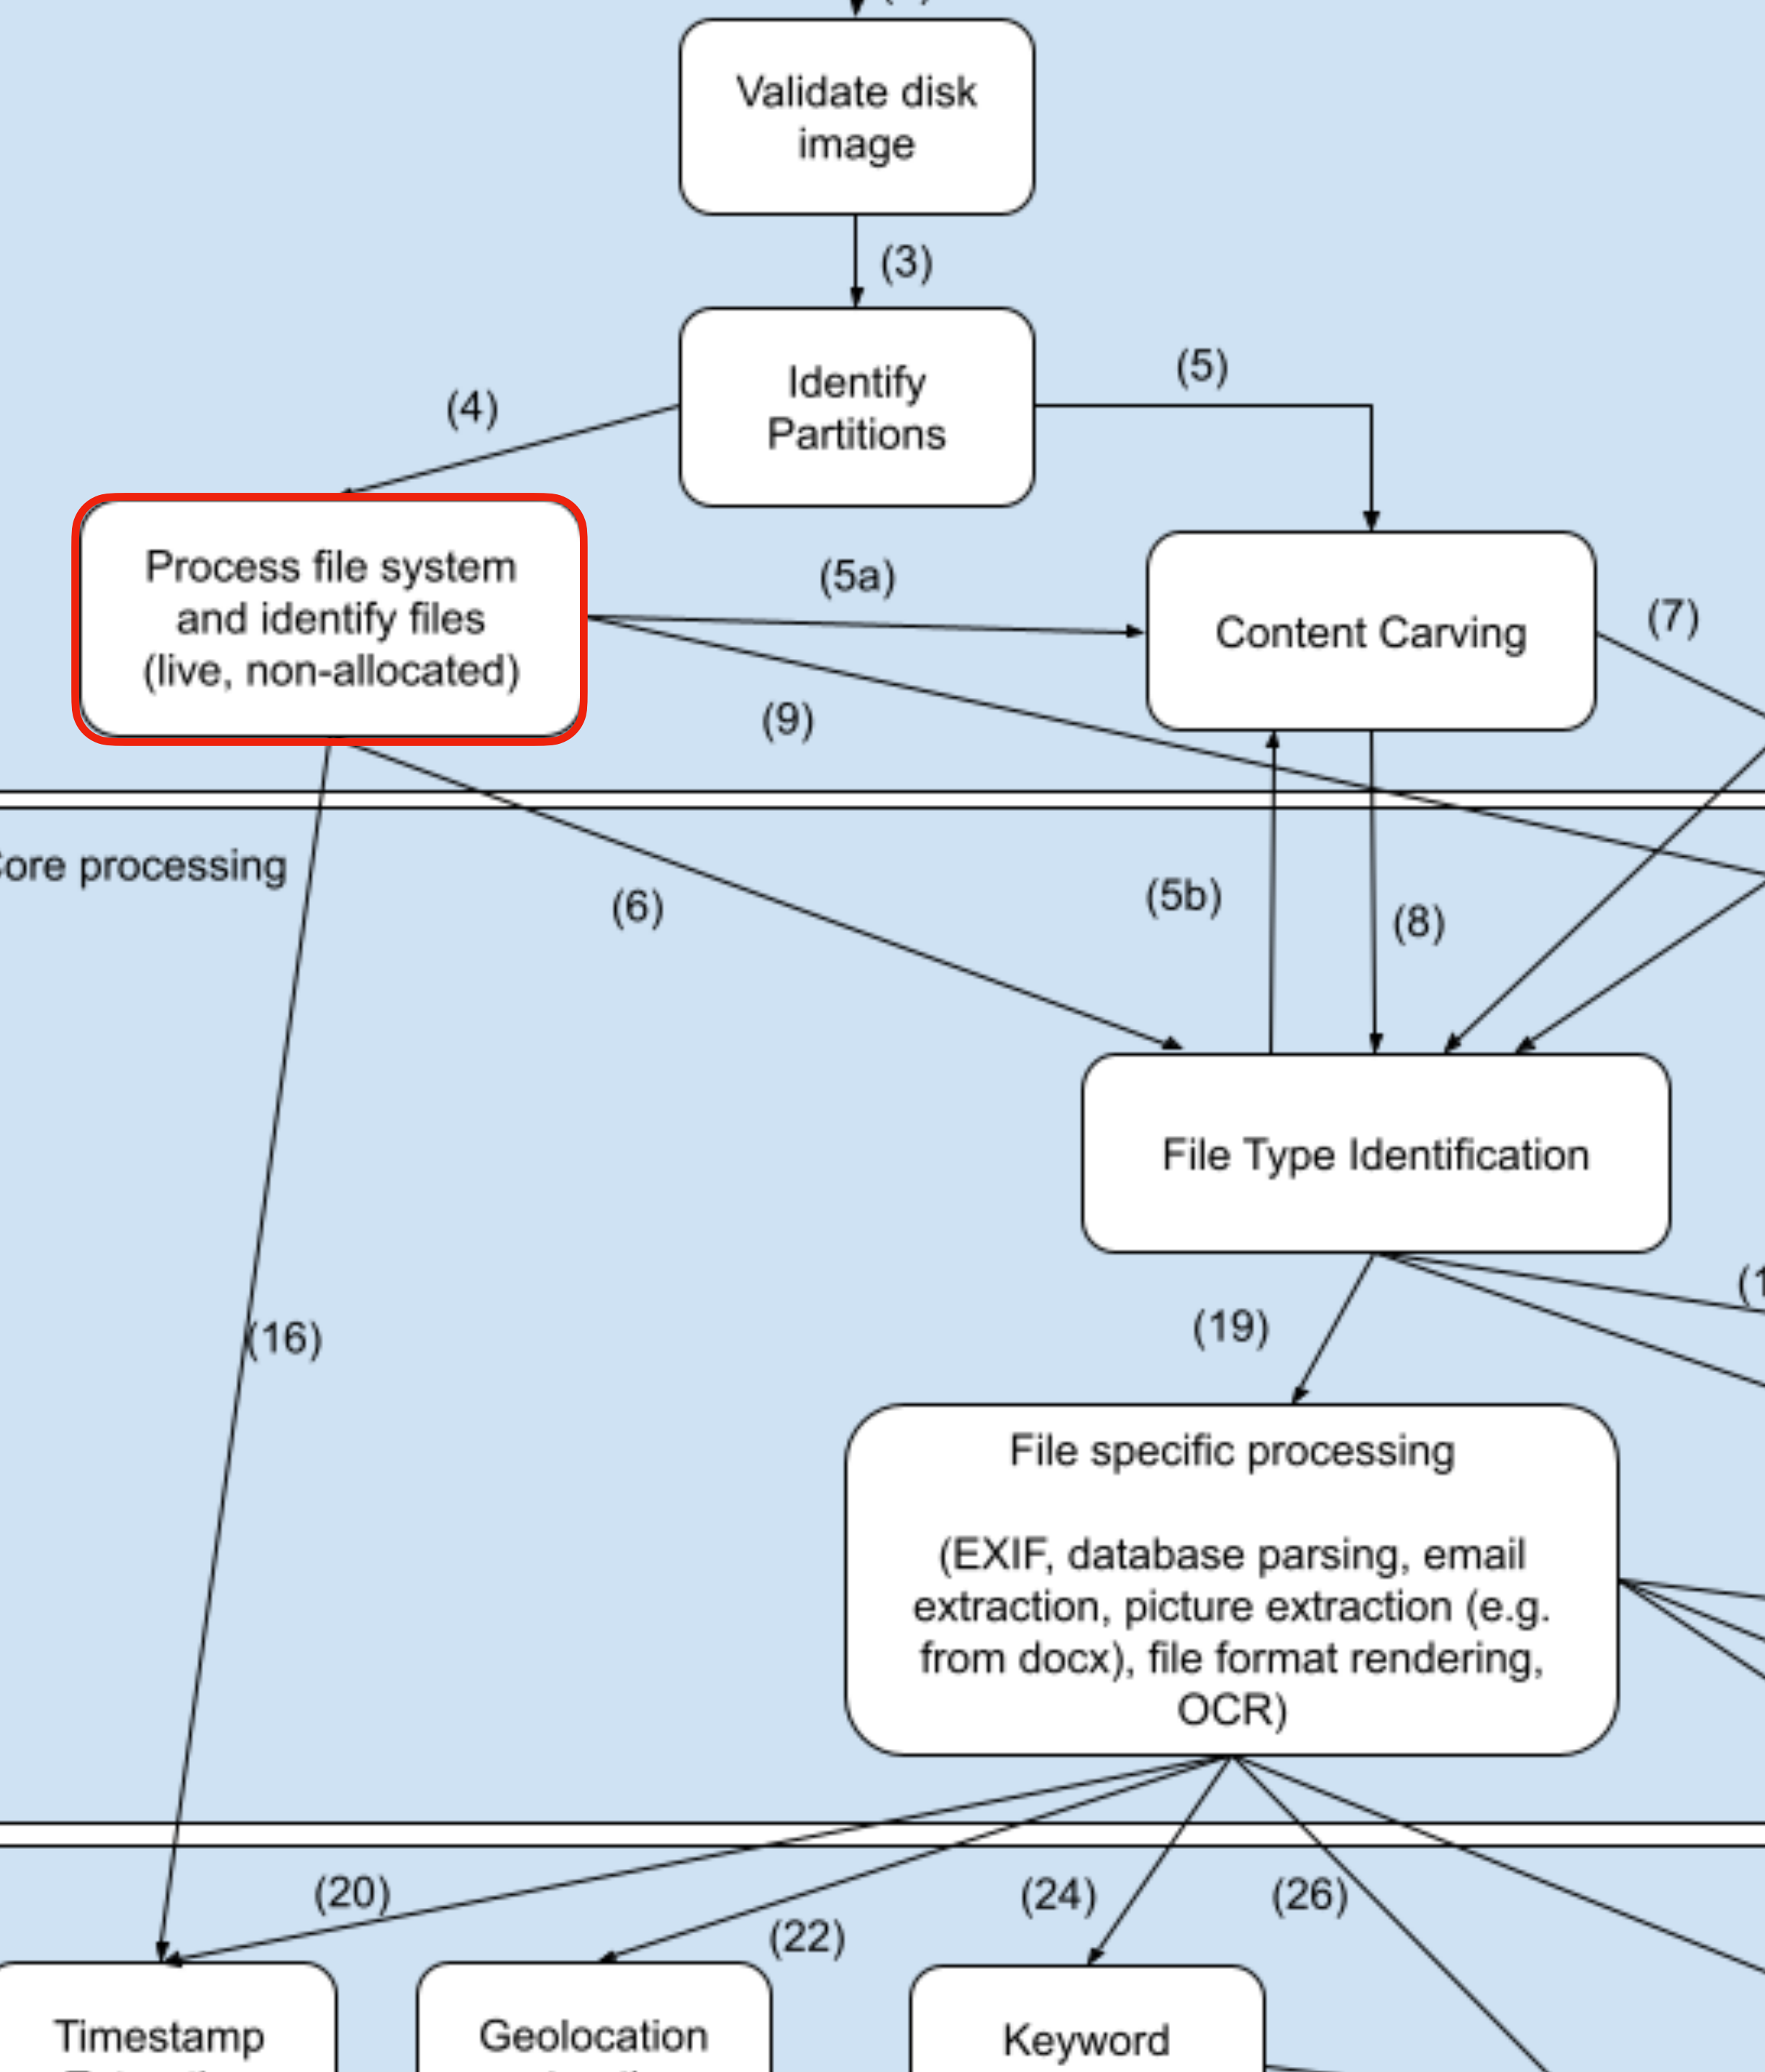 Validate disk
image
(3)
Identify
Partitions
(4)
(5)
Process file system
and identify files
(live, non-allocated)
(5a)
Content Carving
(7)
(9)
Core processing
(6)
(5b)
(8)
File Type Identification
(16)
(19)
File specific processing
(EXIF, database parsing, email
extraction, picture extraction (e.g.
from docx), file format rendering,
OCR)
(20)
(22)
(24)
(26)
Timestamp
Geolocation
Keyword